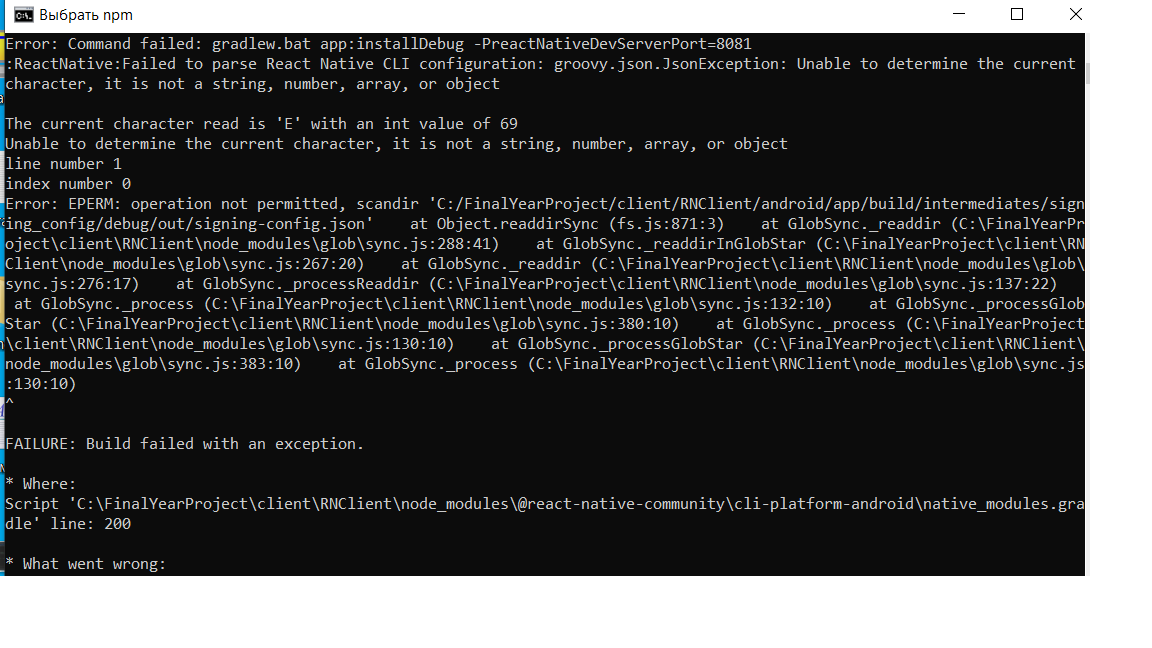 Выбрать npm
Error: Command failed: gradlew.bat app:installDebug -PreactNativeDevServerPort=8081
:ReactNative:Failed to parse React Native CLI configuration: groovy.json.JsonException: Unable to determine the current
character, it is not a string, number, array, or object
The current character read is 'E' with an int value of 69
Unable to determine the current character, it is not a string, number, array, or object
line number 1
index number 0
Error: EPERM: operation not permitted, scandir 'C:/FinalYearProject/client/RNClient/android/app/build/intermediates/sign
ing_config/debug/out/signing-config.json'    at Object.readdirSync (fs.js:871:3)    at GlobSync._readdir (C:\FinalYearPr
oject\client\RNClient\node_modules\glob\sync.js:288:41)    at GlobSync._readdirInGlobStar (C:\FinalYearProject\client\RN
Client\node_modules\glob\sync.js:267:20)    at GlobSync._readdir (C:\FinalYearProject\client\RNClient\node_modules\glob\
sync.js:276:17)    at GlobSync._processReaddir (C:\FinalYearProject\client\RNClient\node_modules\glob\sync.js:137:22)
 at GlobSync._process (C:\FinalYearProject\client\RNClient\node_modules\glob\sync.js:132:10)    at GlobSync._processGlob
Star (C:\FinalYearProject\client\RNClient\node_modules\glob\sync.js:380:10)    at GlobSync._process (C:\FinalYearProject
\client\RNClient\node_modules\glob\sync.js:130:10)    at GlobSync._processGlobStar (C:\FinalYearProject\client\RNClient\
node_modules\glob\sync.js:383:10)    at GlobSync._process (C:\FinalYearProject\client\RNClient\node_modules\glob\sync.js
:130:10)
^
FAILURE: Build failed with an exception.
* Where:
Script 'C:\FinalYearProject\client\RNClient\node_modules\@react-native-community\cli-platform-android\native_modules.gra
dle' line: 200
* What went wrong: